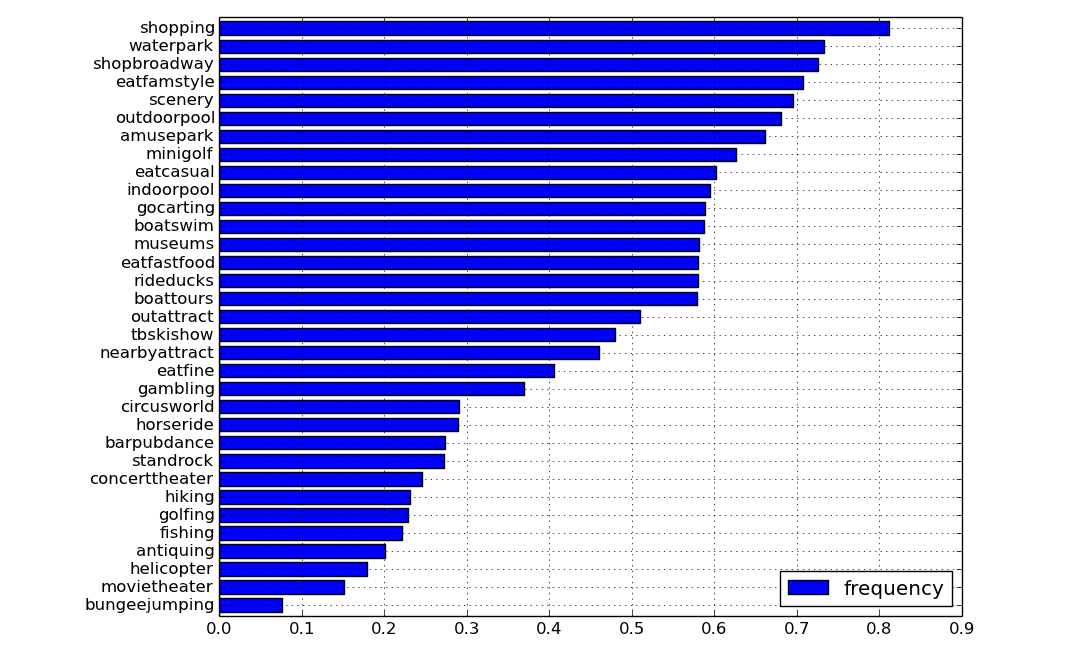 shopping
waterpark
shopbroadway
eatfamstyle
scenery
outdoorpool
amusepark
minigolf
eatcasual
indoorpool
gocarting
boatswim
museums
eatfastfood
rideducks
boattours
outattract
tbskishow
nearbyattract
eatfine
gambling
circusworld
horseride
barpubdance
standrock
concerttheater
hiking
golfing
fishing
antiquing
helicopter
movietheater
bungeejumping
frequency
0.0 0.1 0.2 0.3 0.4 0.5 0.6 0.7 0.8 0.9